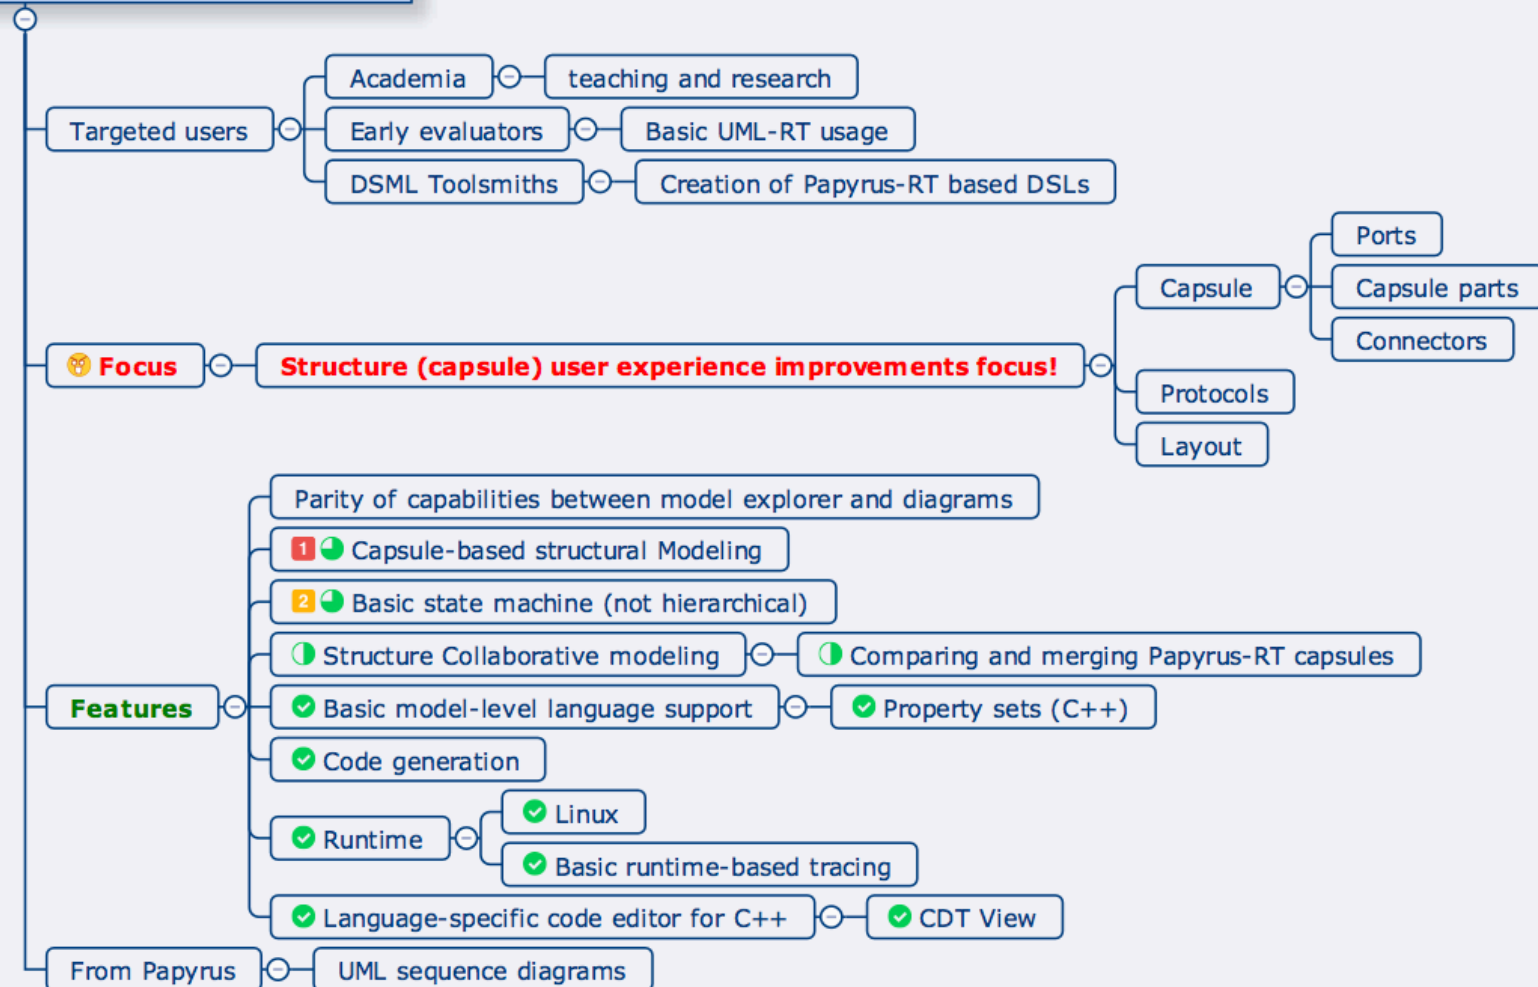 Academia
teaching and research
Targeted users
Early evaluators
Basic UML-RT usage
DSML Toolsmiths
Creation of Papyrus-RT based DSLs
Ports
Capsule
Capsule parts
Connectors
Focus
Structure (capsule) user experience improvements focus!
Protocols
Layout
Parity of capabilities between model explorer and diagrams
1 Capsule-based structural Modeling
2 Basic state machine (not hierarchical)
Structure Collaborative modeling
Comparing and merging Papyrus-RT capsules
Features
Basic model-level language support
Property sets (C++)
Code generation
Linux
Runtime
Basic runtime-based tracing
Language-specific code editor for C++
CDT View
From Papyrus
UML sequence diagrams